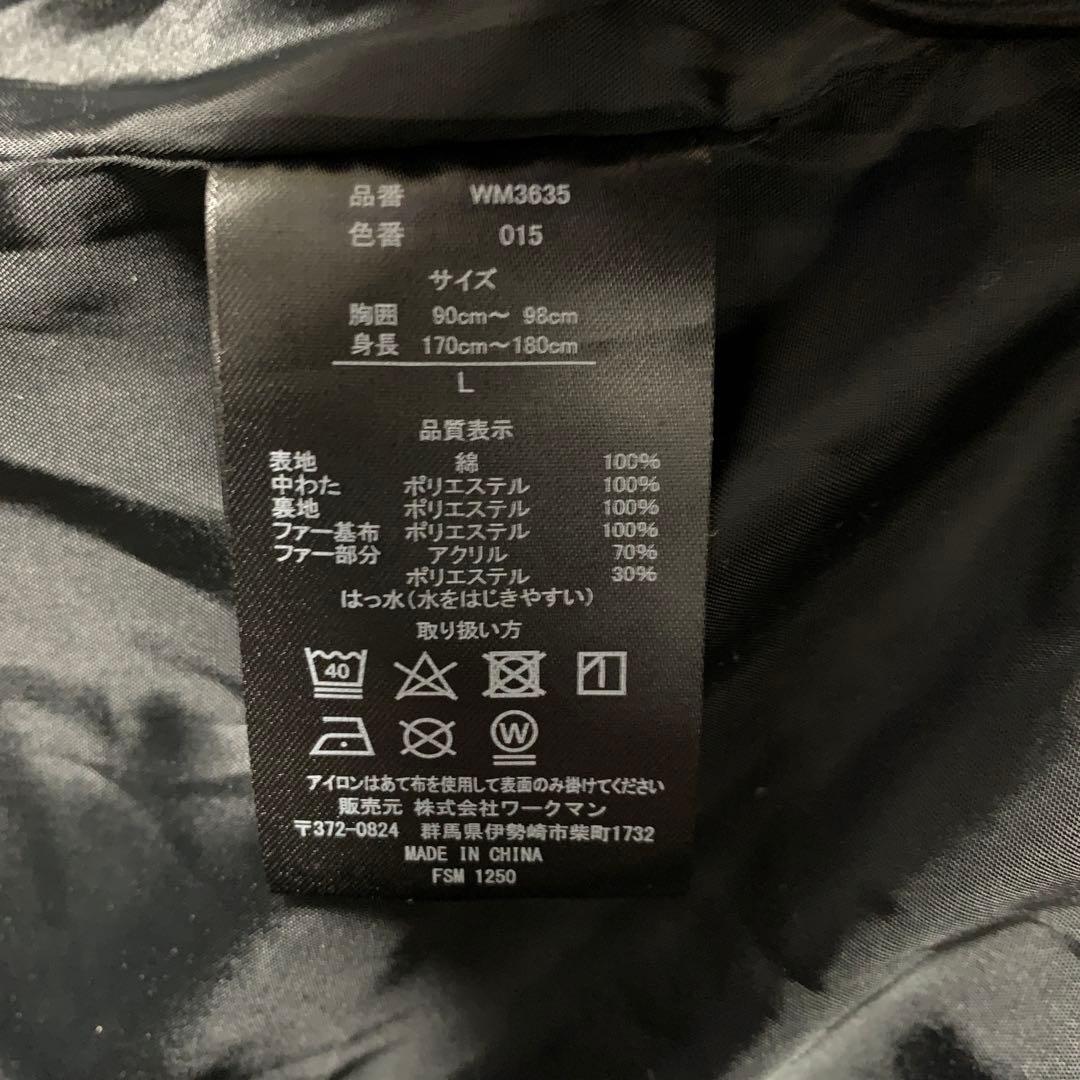 品番 WM3635
色番 015
サイズ
胸囲 90cm～ 98cm
身長 170cm～180cm
L
品質表示
表地 綿 100%
中わた ポリエステル 100%
裏地 ポリエステル 100%
ファー基布 ポリエステル 100%
ファー部分 アクリル 70%
ポリエステル 30%
はっ水(水をはじきやすい)
取り扱い方
40
W
アイロンはあて布を使用して表面のみ掛けてください
販売元 株式会社ワークマン
〒372-0824 群馬県伊勢崎市柴町1732
MADE IN CHINA
FSM 1250